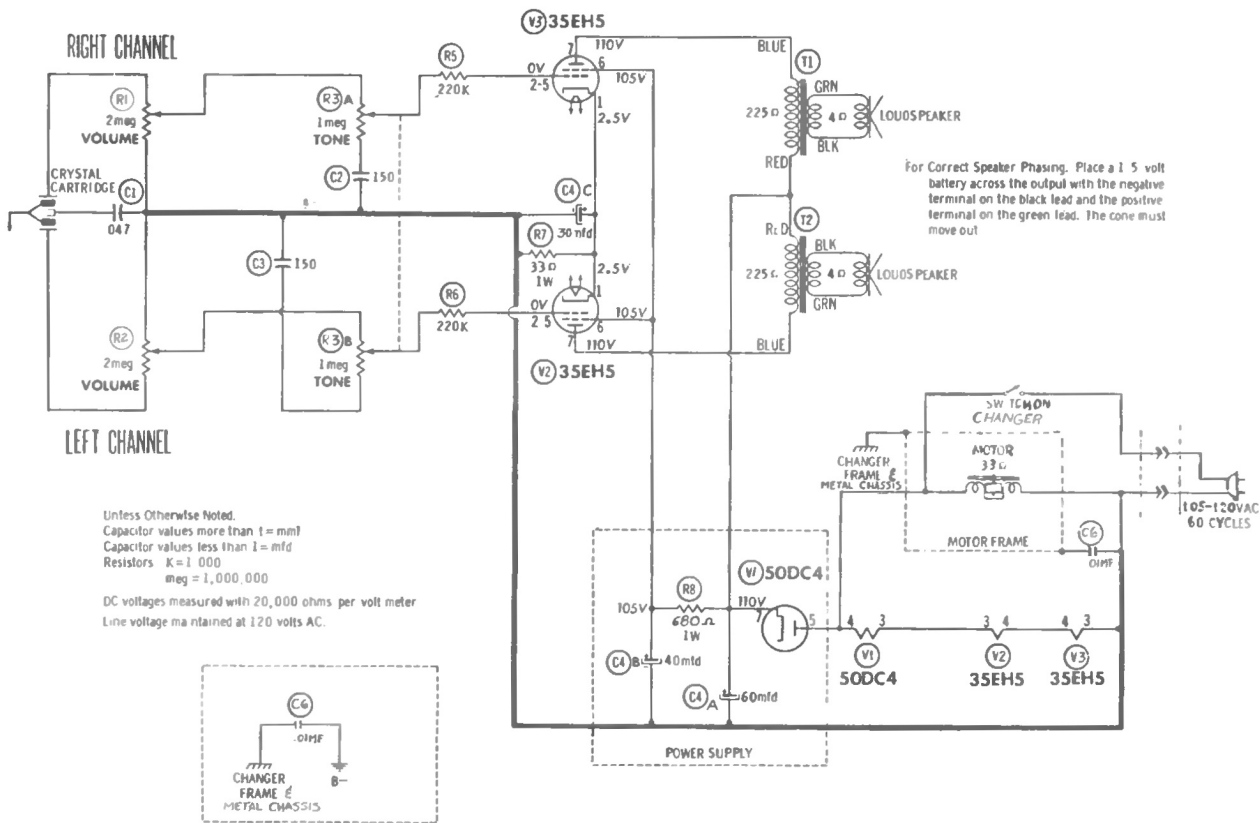 V3 35EH5
RIGHT CHANNEL
R1
2meg
VOLUME
R3 A
1meg
TONE
R5
220K
0V
2-5
7
110V
6
105V
1
2.5V
BLUE
T1
225Ω
GRN
4Ω
BLK
LOUDSPEAKER
RED
CRYSTAL
CARTRIDGE
C1
047
C2
150
C3
150
C4 C
30 mfd
R7
33Ω
1W
2.5V
1
For Correct Speaker Phasing. Place a 1 5 volt
battery across the output with the negative
terminal on the black lead and the positive
terminal on the green lead. The cone must
move out
T2
RED
225Ω
BLK
4Ω
GRN
LOUDSPEAKER
BLUE
R2
2meg
VOLUME
R3 B
1meg
TONE
R6
220K
0V
2 5
6
105V
7
110V
V2 35EH5
LEFT CHANNEL
SWITCH ON
CHANGER
CHANGER
FRAME &
METAL CHASSIS
MOTOR
33Ω
MOTOR FRAME
C6
.01MF
105-120VAC
60 CYCLES
Unless Otherwise Noted.
Capacitor values more than 1 = mmf
Capacitor values less than 1 = mfd
Resistors K = 1 000
meg = 1,000,000
DC voltages measured with 20,000 ohms per volt meter
Line voltage maintained at 120 volts AC.
105V
R8
680Ω
1W
110V
V1 50DC4
7
5
C4 B
40mfd
C4 A
60mfd
POWER SUPPLY
4 3
V1
50DC4
3 4
V2
35EH5
4 3
V3
35EH5
C6
.01MF
CHANGER
FRAME &
METAL CHASSIS
B-